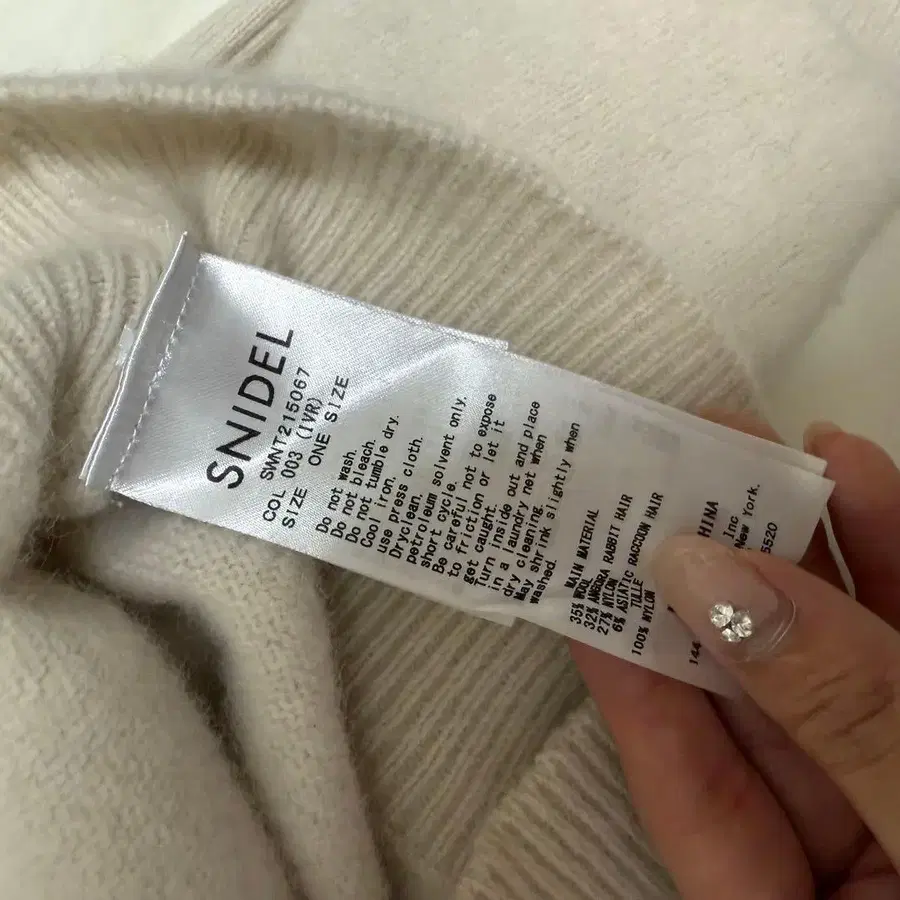 SNIDEL
SWNT215067
COL 003 (IVR)
SIZE ONE SIZE
Do not wash.
Do not bleach.
Do not tumble dry.
Cool iron.
use press cloth.
Dryclean.
petroleum solvent only.
short cycle.
Be careful not to expose
to friction or let it
get caught.
Turn inside out and place
in a laundry net when
dry cleaning.
May shrink slightly when
washed.
MAIN MATERIAL
35% WOOL
32% ANGORA RABBIT HAIR
27% NYLON
6% ASIATIC RACCOON HAIR
TULLE
100% NYLON
HINA
Inc
144 New York.
5520